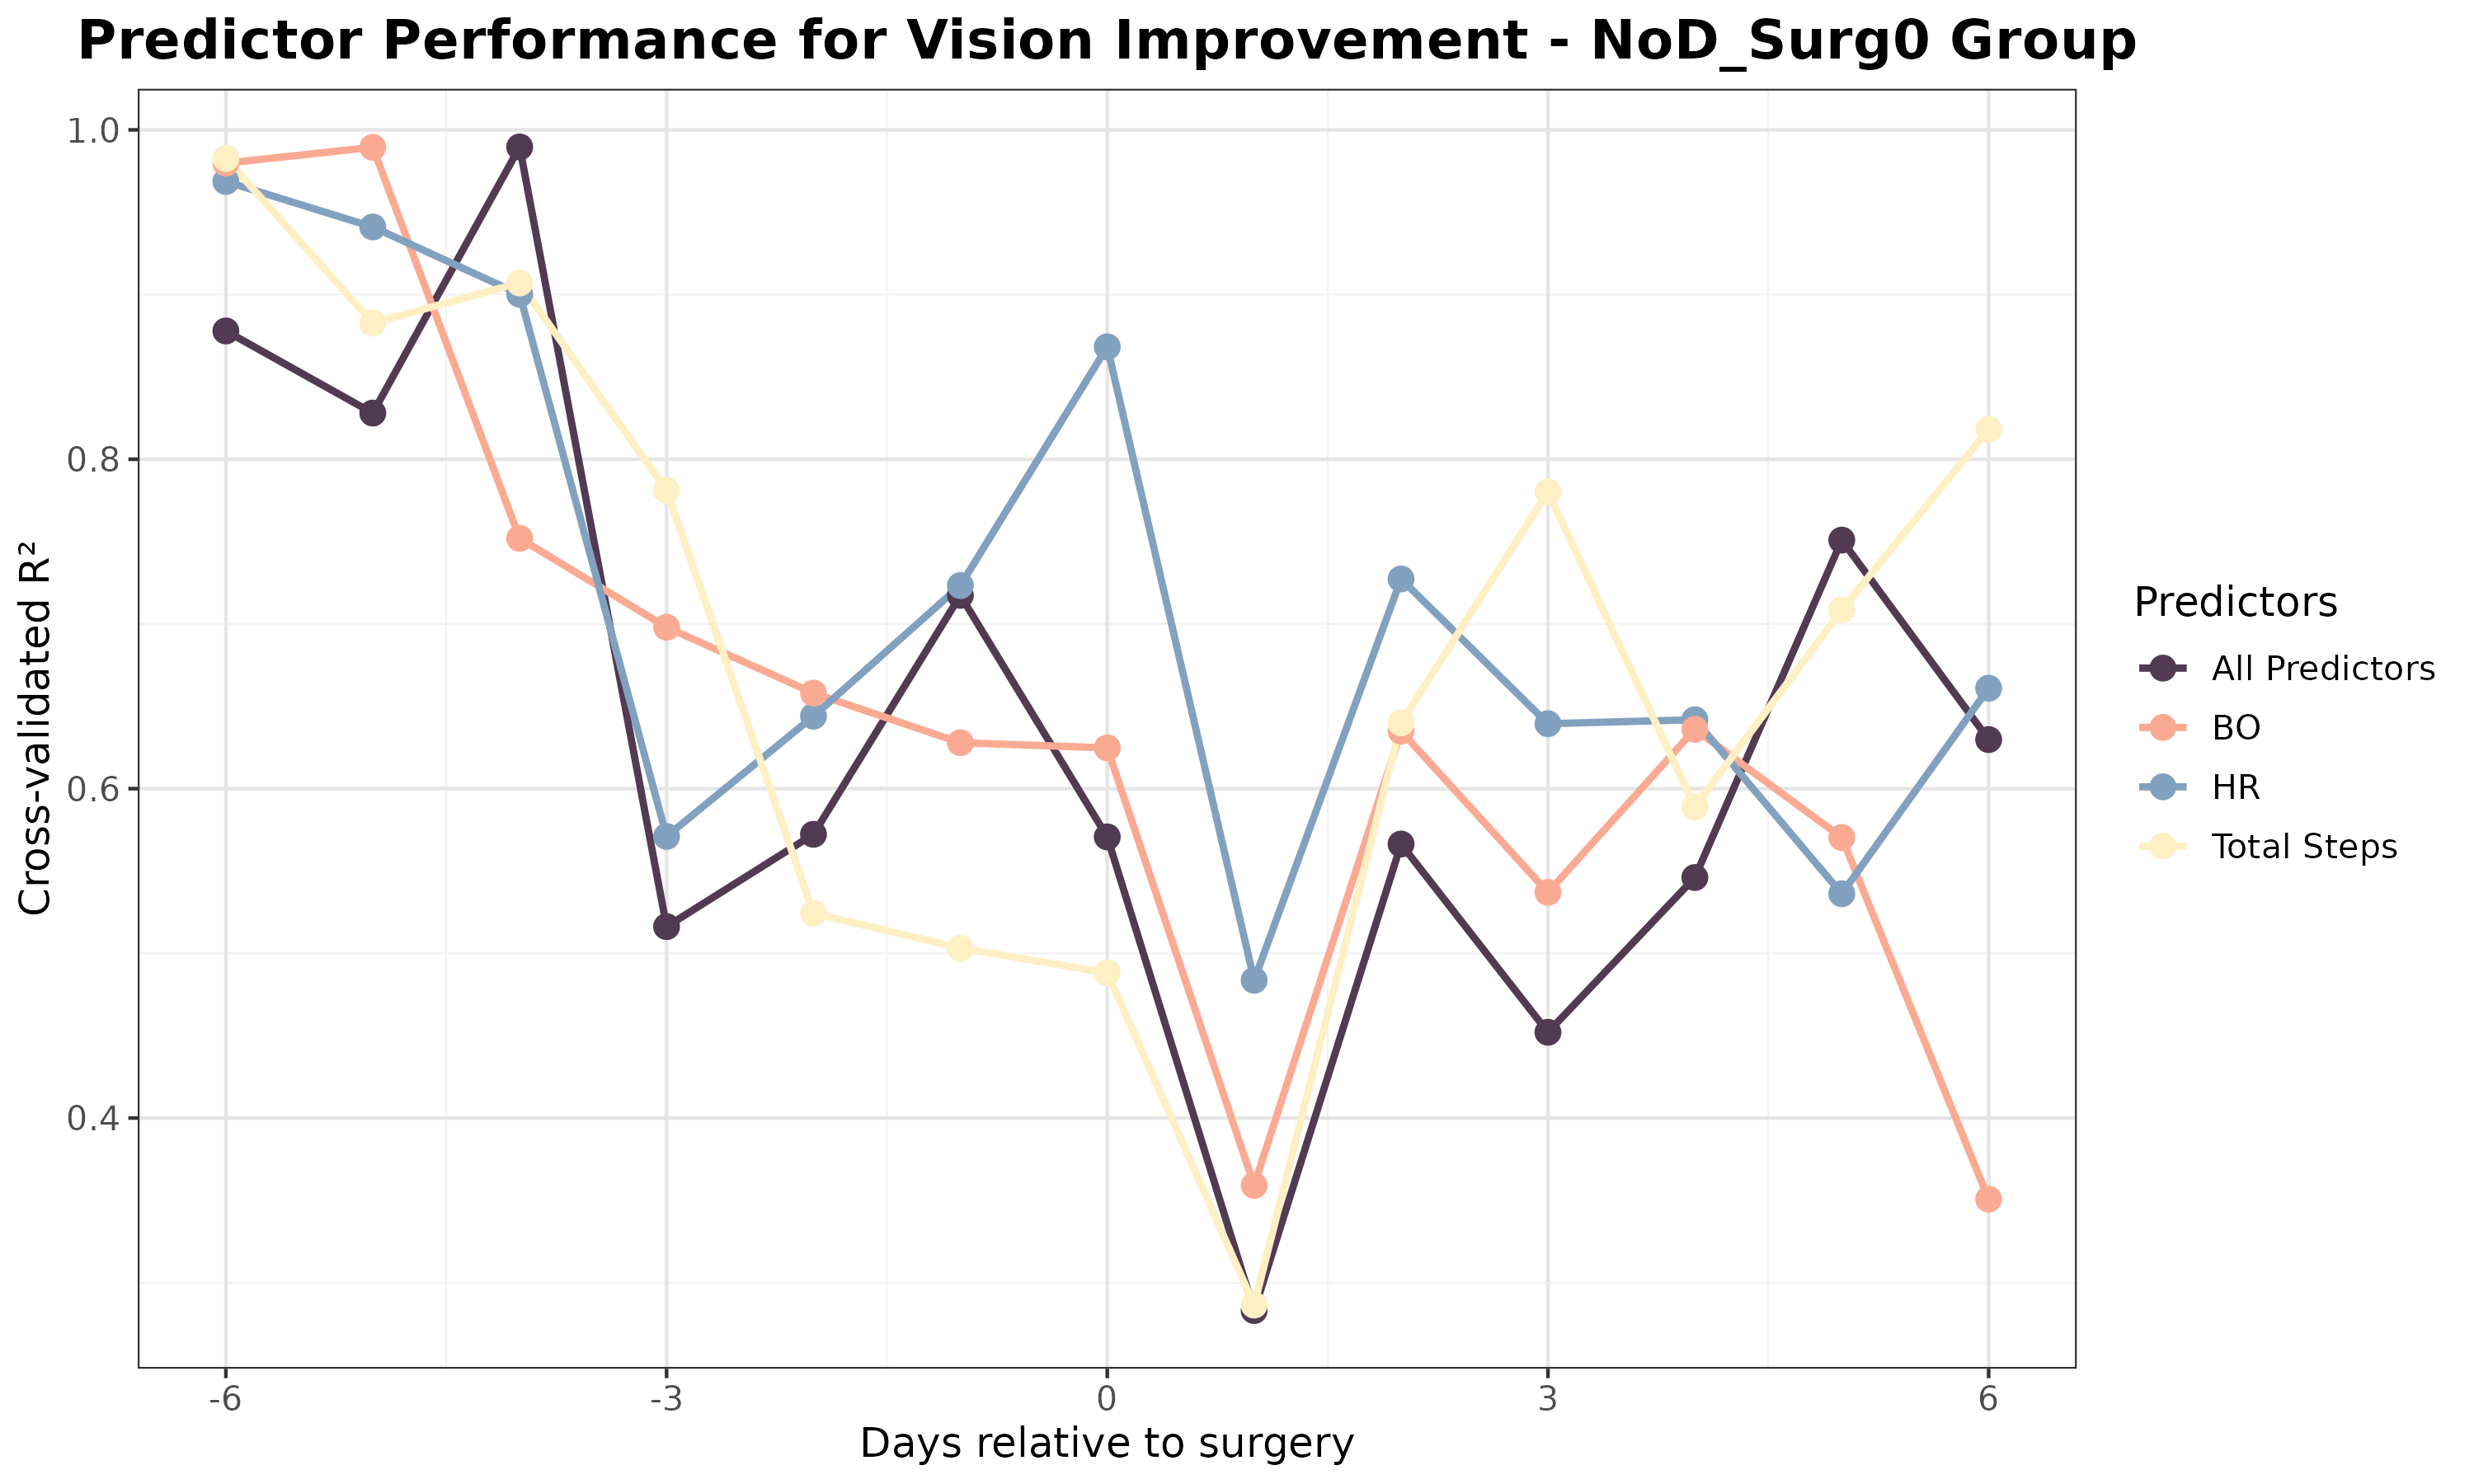 Predictor Performance for Vision Improvement - NoD_Surg0 Group
Cross-validated R²
1.0
0.8
0.6
0.4
-6
-3
0
3
6
Days relative to surgery
Predictors
All Predictors
BO
HR
Total Steps